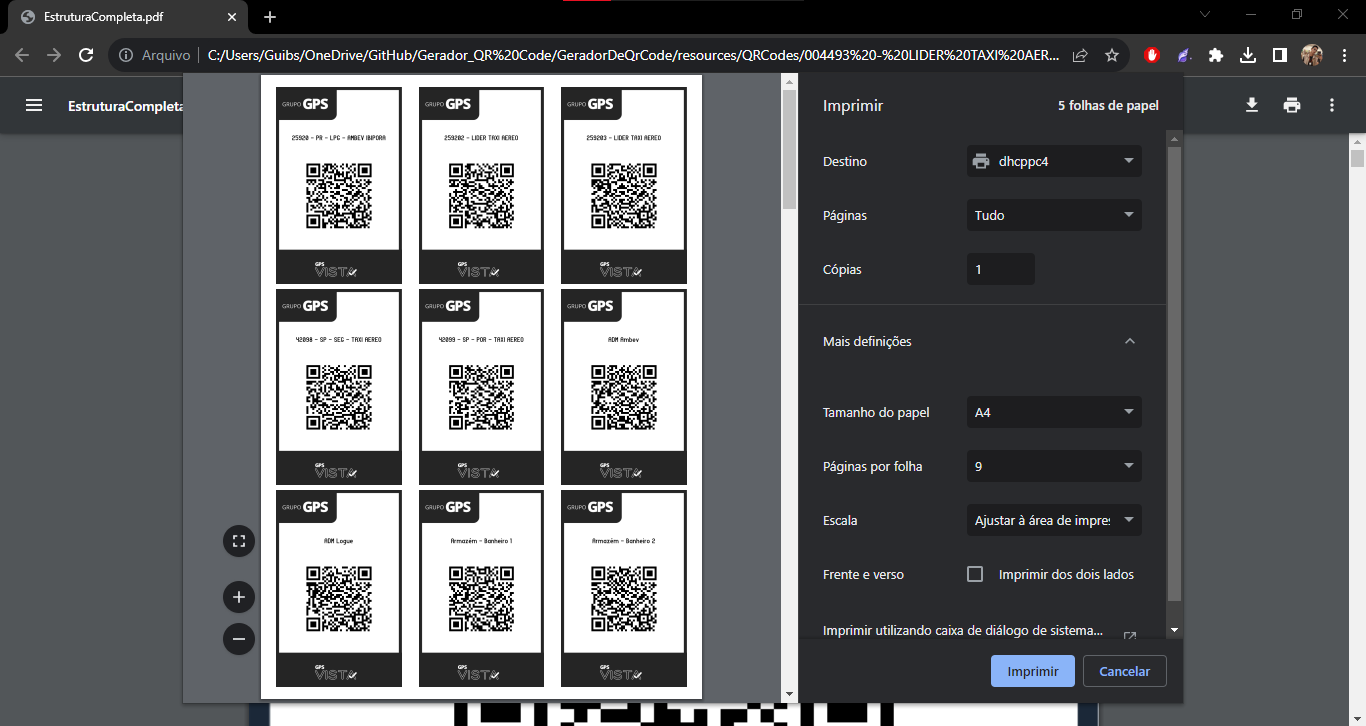 EstruturaCompleta.pdf
Arquivo
C:/Users/Guibs/OneDrive/GitHub/Gerador_QR%20Code/GeradorDeQrCode/resources/QRCodes/004493%20-%20LIDER%20TAXI%20AER...
EstruturaCompleta
GRUPO GPS
25920 - PR - LPG - AMBEV IBIPORA
GPS
VISTA
GRUPO GPS
259202 - LIDER TAXI AEREO
GPS
VISTA
GRUPO GPS
259203 - LIDER TAXI AEREO
GPS
VISTA
GRUPO GPS
42098 - SP - SEG - TAXI AEREO
GPS
VISTA
GRUPO GPS
42099 - SP - POR - TAXI AEREO
GPS
VISTA
GRUPO GPS
ADM Ambev
GPS
VISTA
GRUPO GPS
ADM Logue
GPS
VISTA
GRUPO GPS
Armazém - Banheiro 1
GPS
VISTA
GRUPO GPS
Armazém - Banheiro 2
GPS
VISTA
Imprimir
5 folhas de papel
Destino
dhcppc4
Páginas
Tudo
Cópias
1
Mais definições
Tamanho do papel
A4
Páginas por folha
9
Escala
Ajustar à área de impres
Frente e verso
Imprimir dos dois lados
Imprimir utilizando caixa de diálogo de sistema...
Imprimir
Cancelar